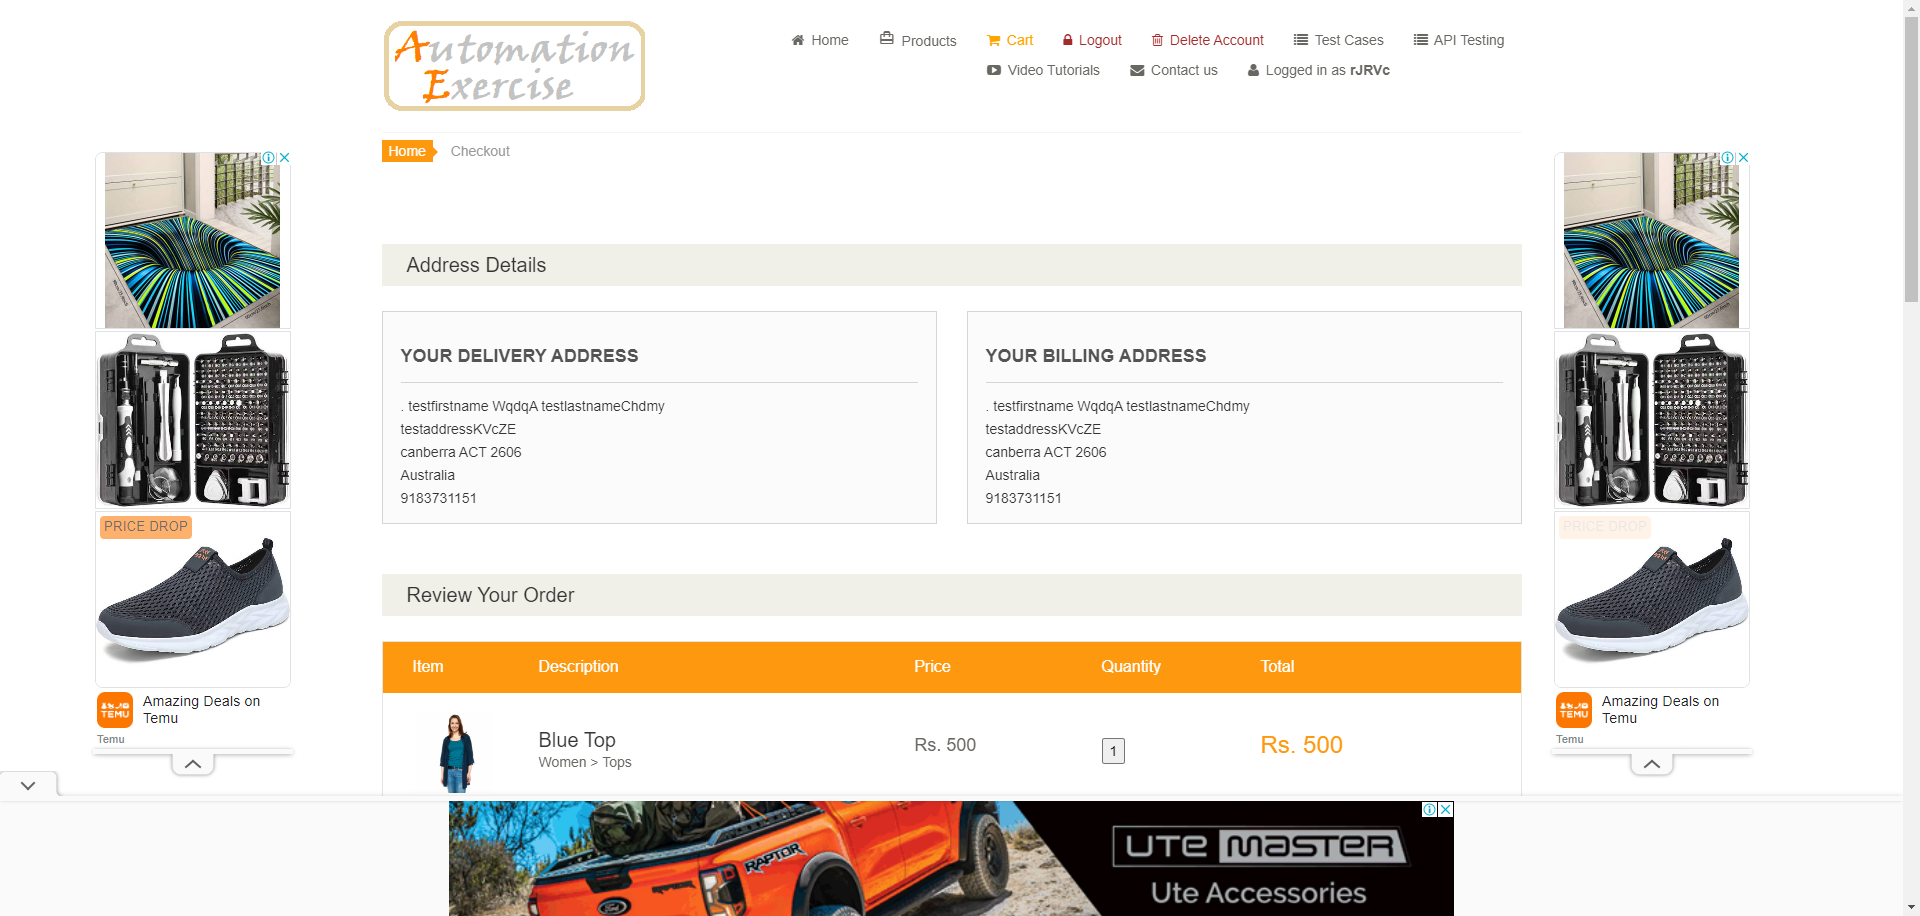 Automation
Exercise
Home
Products
Cart
Logout
Delete Account
Test Cases
API Testing
Video Tutorials
Contact us
Logged in as rJRVc
Home
Checkout
Address Details
YOUR DELIVERY ADDRESS
. testfirstname WqdqA testlastnameChdmy
testaddressKVcZE
canberra ACT 2606
Australia
9183731151
YOUR BILLING ADDRESS
. testfirstname WqdqA testlastnameChdmy
testaddressKVcZE
canberra ACT 2606
Australia
9183731151
Review Your Order
Item Description Price Quantity Total
Blue Top
Women > Tops
Rs. 500
1
Rs. 500
PRICE DROP
TEMU
Amazing Deals on
Temu
Temu
PRICE DROP
TEMU
Amazing Deals on
Temu
Temu
RAPTOR
Ford
UTE MASTER
Ute Accessories